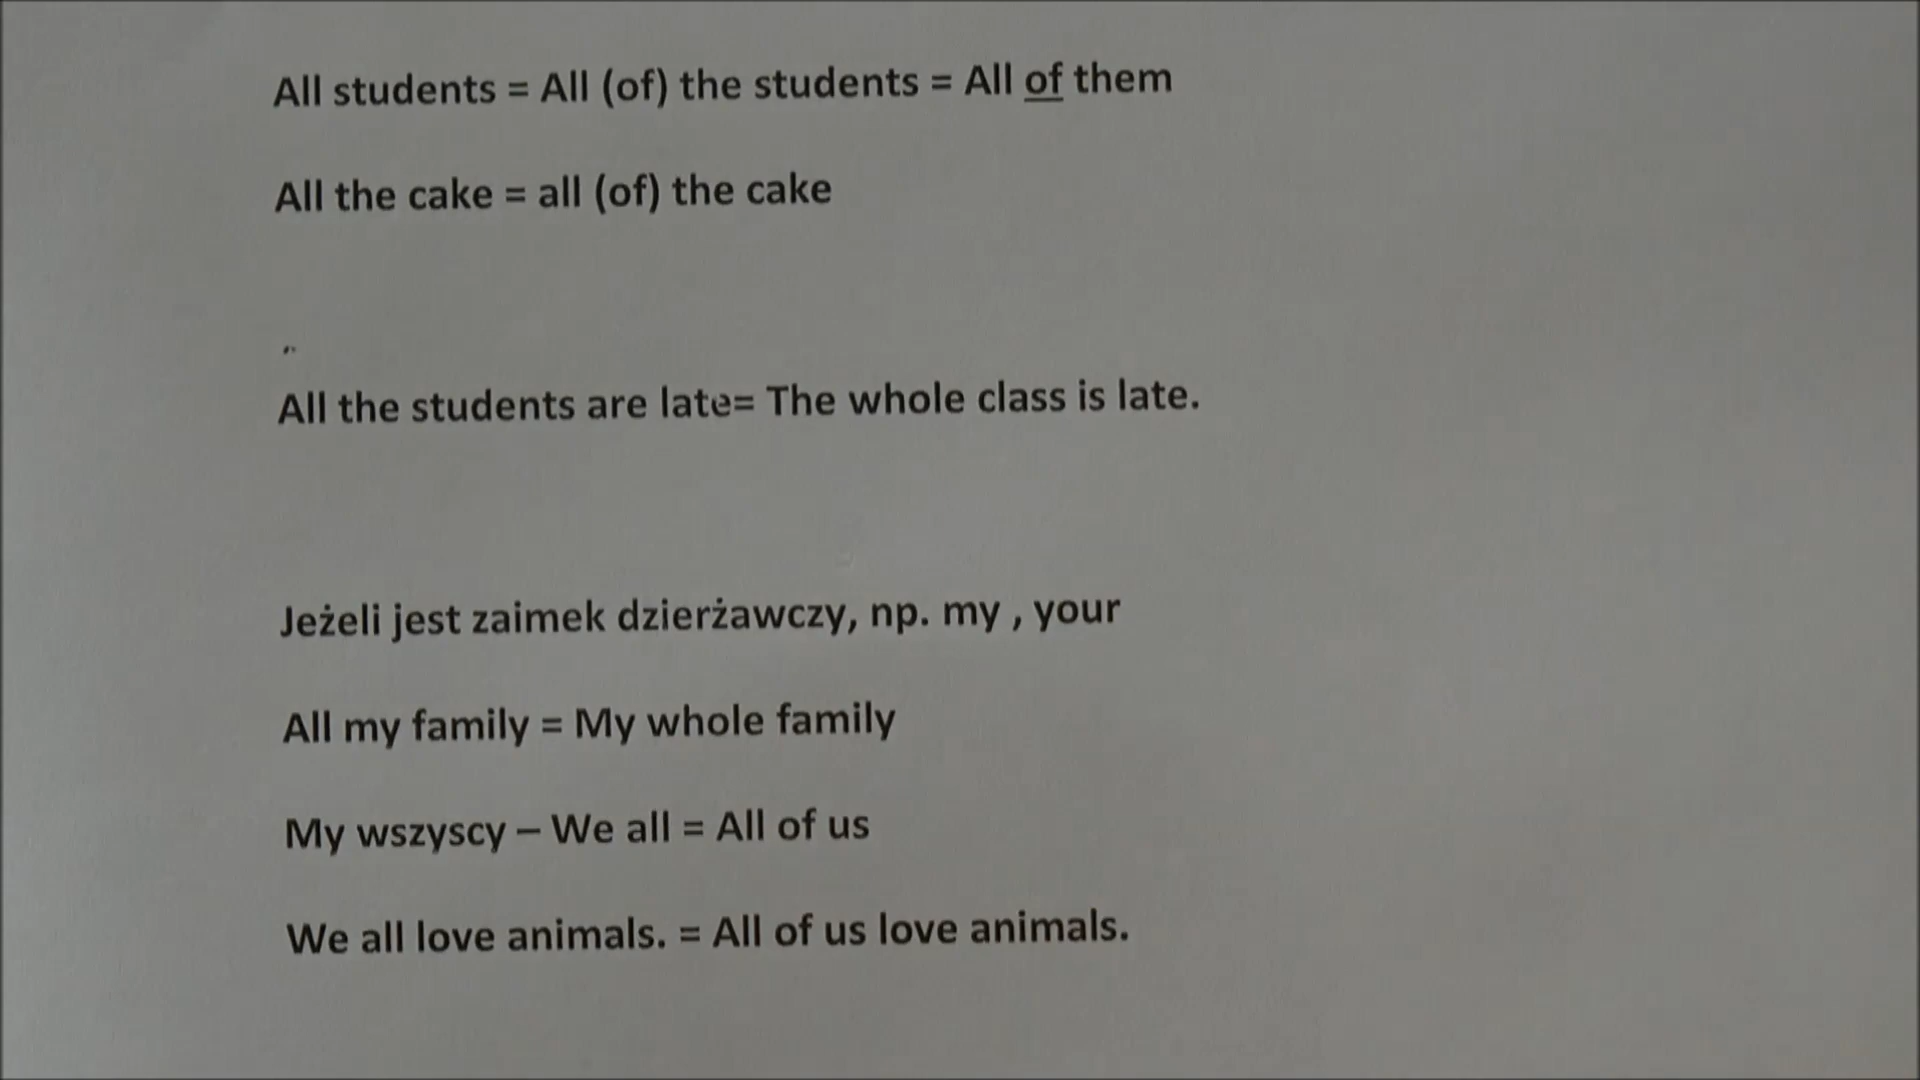 All students = All (of) the students = All of them
All the cake = all (of) the cake
All the students are late= The whole class is late.
Jeżeli jest zaimek dzierżawczy, np. my , your
All my family = My whole family
My wszyscy – We all = All of us
We all love animals. = All of us love animals.